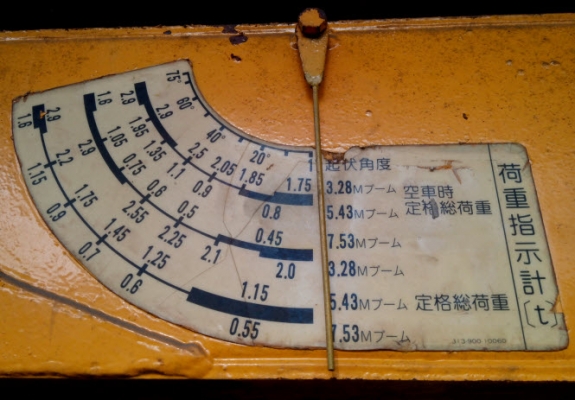 75° 60° 40° 20° 1 起伏角度
2.9 2.9 2.5 2.05 1.85 1.75 3.28Mブーム 空車時
1.6 1.95 1.35 1.1 0.9 0.8 5.43Mブーム 定格総荷重
1.05 0.75 0.6 0.5 0.45 7.53Mブーム
2.9 2.9 2.55 2.25 2.1 2.0 3.28Mブーム
1.6 2.2 1.75 1.45 1.25 1.15 5.43Mブーム 定格総荷重
1.15 0.9 0.7 0.6 0.55 7.53Mブーム
荷重指示計〔t〕